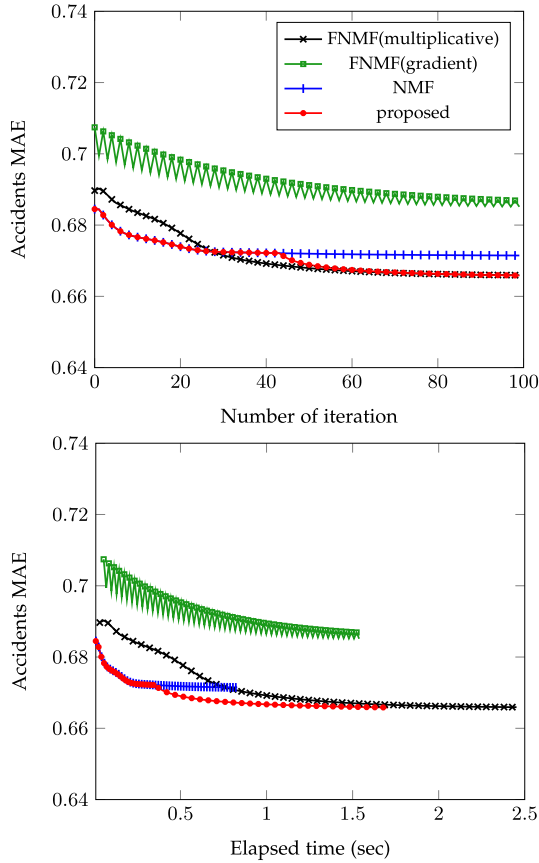 0.74
FNMF(multiplicative)
FNMF(gradient)
NMF
proposed
0.72
0.7
0.68
0.66
0.64
Accidents MAE
0 20 40 60 80 100
Number of iteration
0.74
0.72
0.7
0.68
0.66
0.64
Accidents MAE
0.5 1 1.5 2 2.5
Elapsed time (sec)